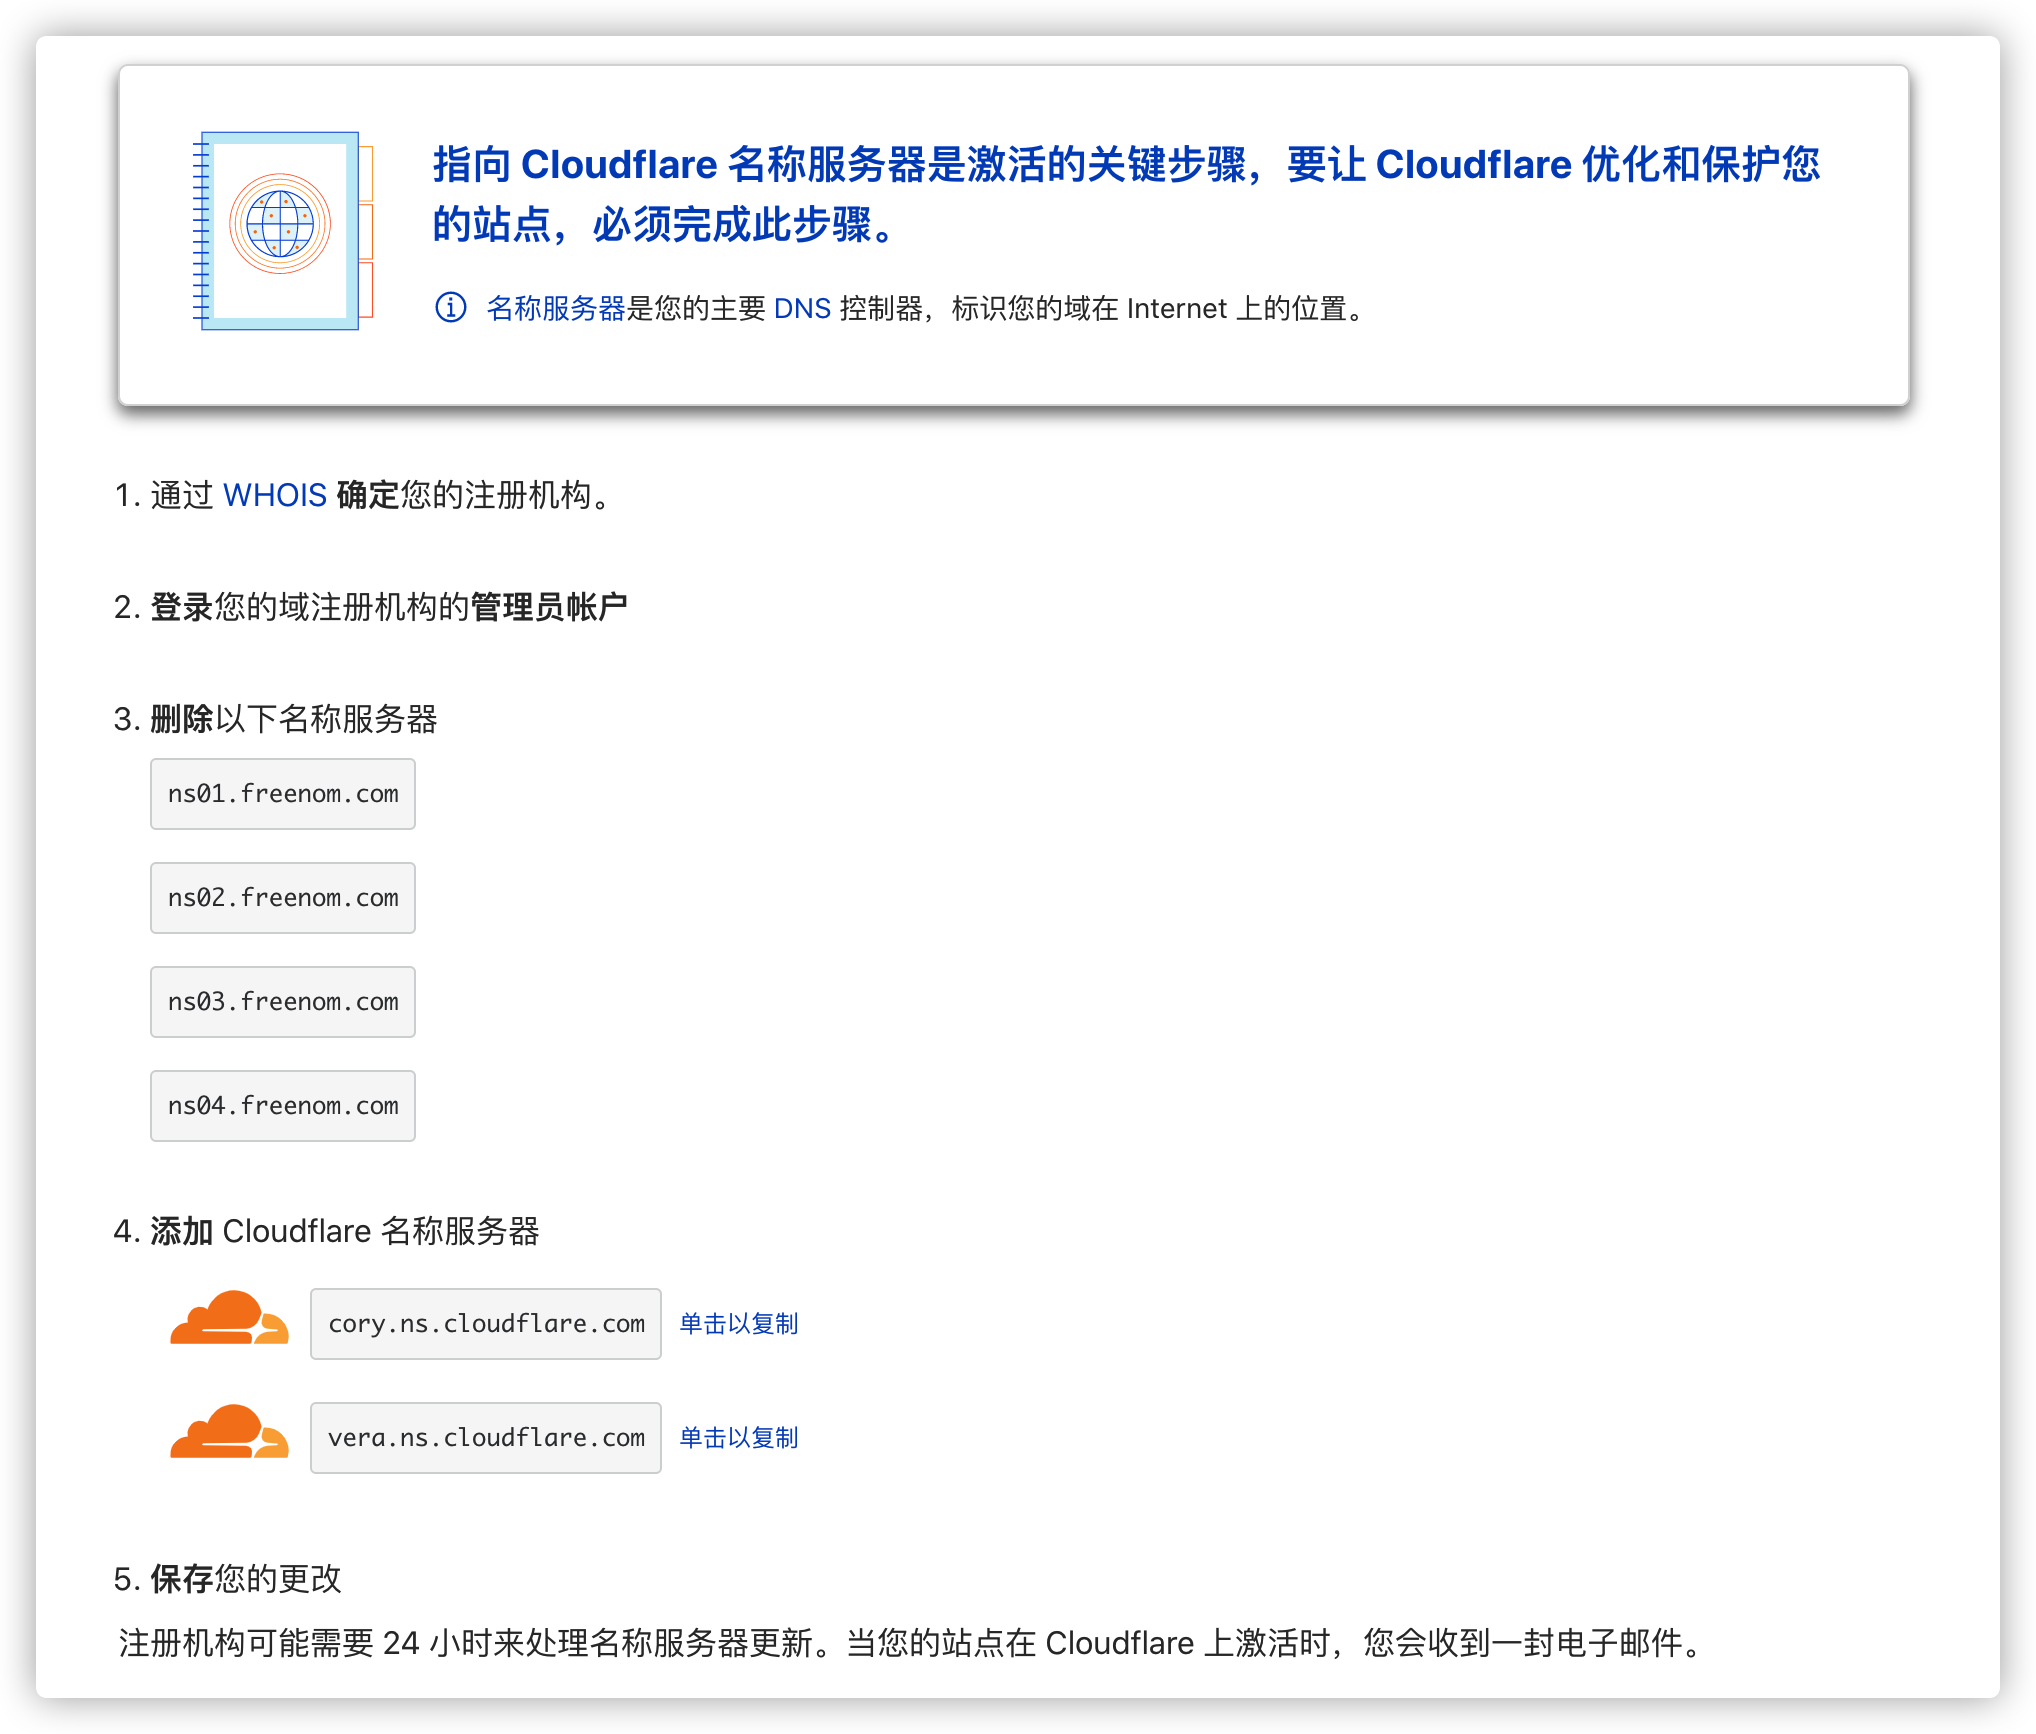 指向 Cloudflare 名称服务器是激活的关键步骤，要让 Cloudflare 优化和保护您
的站点，必须完成此步骤。
名称服务器是您的主要 DNS 控制器，标识您的域在 Internet 上的位置。
1. 通过 WHOIS 确定您的注册机构。
2. 登录您的域注册机构的管理员帐户
3. 删除以下名称服务器
ns01.freenom.com
ns02.freenom.com
ns03.freenom.com
ns04.freenom.com
4. 添加 Cloudflare 名称服务器
cory.ns.cloudflare.com 单击以复制
vera.ns.cloudflare.com 单击以复制
5. 保存您的更改
注册机构可能需要 24 小时来处理名称服务器更新。当您的站点在 Cloudflare 上激活时，您会收到一封电子邮件。